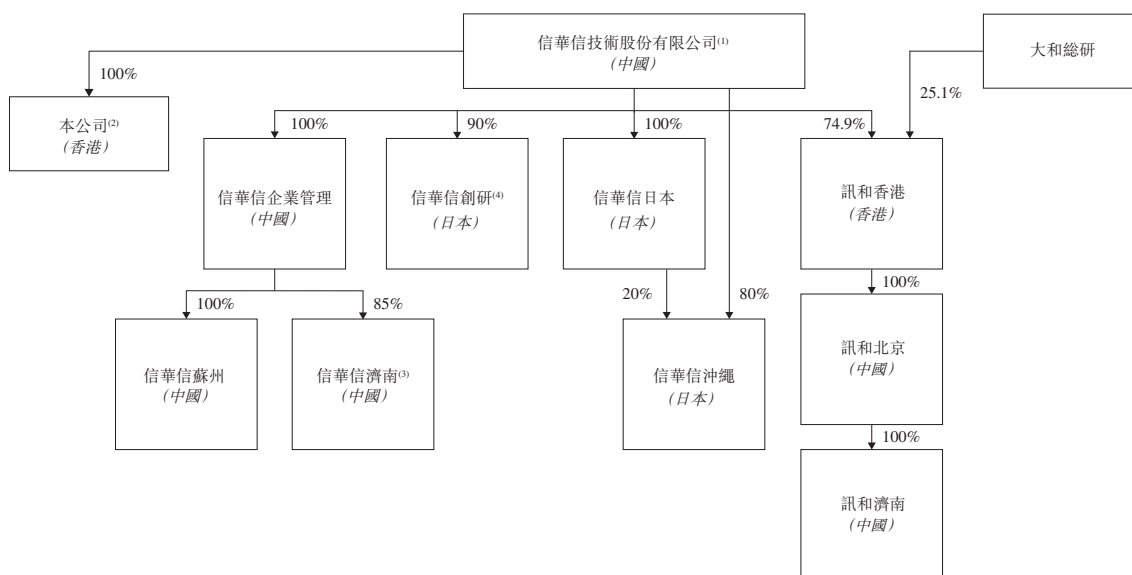 信華信技術股份有限公司(1)
(中國)
大和総研
100%
25.1%
本公司(2)
(香港)
100%
90%
100%
74.9%
信華信企業管理
(中國)
信華信創研(4)
(日本)
信華信日本
(日本)
訊和香港
(香港)
100%
85%
20%
80%
100%
信華信蘇州
(中國)
信華信濟南(3)
(中國)
信華信沖繩
(日本)
訊和北京
(中國)
100%
訊和濟南
(中國)